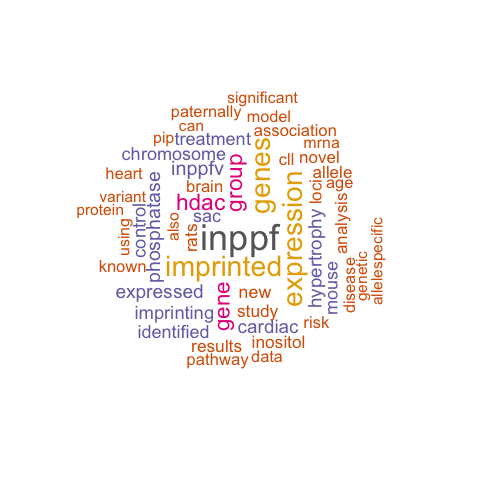 significant
paternally
model
can
association
pip
treatment
mrna
chromosome
group
genes
cll
novel
heart
inppfv
allele
brain
loci
age
variant
hdac
phosphatase
protein
control
sac
also
rats
inppf
expression
hypertrophy
analysis
using
known
imprinted
mouse
disease
genetic
allelespecific
expressed
gene
new
imprinting
study
identified
cardiac
risk
results
inositol
pathway
data